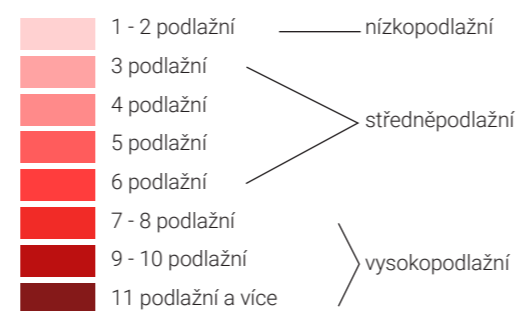 1 - 2 podlažní nízkopodlažní
3 podlažní
4 podlažní
středněpodlažní
5 podlažní
6 podlažní
7 - 8 podlažní
9 - 10 podlažní
vysokopodlažní
11 podlažní a více